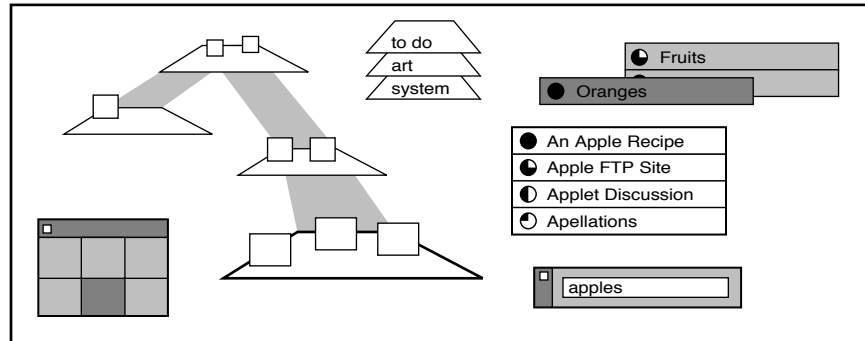 to do
art
system
Fruits
Oranges
An Apple Recipe
Apple FTP Site
Applet Discussion
Apellations
apples